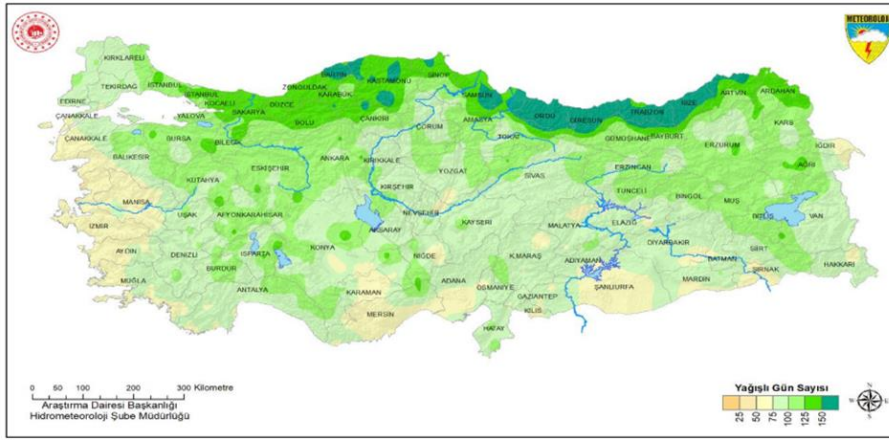 METEOROLOJİ
KIRKLARELİ
TEKİRDAĞ
EDİRNE
İSTANBUL
İSTANBUL
KOCAELİ
YALOVA
SAKARYA
DÜZCE
ZONGULDAK
BARTIN
KARABÜK
KASTAMONU
SİNOP
SAMSUN
BOLU
ÇANKIRI
ÇORUM
AMASYA
TOKAT
ORDU
GİRESUN
TRABZON
RİZE
ARTVİN
ARDAHAN
KARS
IĞDIR
AĞRI
ÇANAKKALE
ÇANAKKALE
BALIKESİR
BURSA
BİLECİK
ESKİŞEHİR
KÜTAHYA
ANKARA
KIRIKKALE
YOZGAT
SİVAS
GÜMÜŞHANE
BAYBURT
ERZİNCAN
ERZURUM
TUNCELİ
BİNGÖL
MUŞ
BİTLİS
VAN
MANİSA
İZMİR
UŞAK
AFYONKARAHİSAR
KIRŞEHİR
NEVŞEHİR
AKSARAY
KAYSERİ
MALATYA
ELAZIĞ
DİYARBAKIR
BATMAN
SİİRT
ŞIRNAK
HAKKARİ
AYDIN
DENİZLİ
MUĞLA
BURDUR
ISPARTA
KONYA
NİĞDE
K.MARAŞ
ADIYAMAN
ŞANLIURFA
MARDİN
ANTALYA
KARAMAN
MERSİN
ADANA
OSMANİYE
GAZİANTEP
KİLİS
HATAY
0 50 100 200 300 Kilometre
Araştırma Dairesi Başkanlığı
Hidrometeoroloji Şube Müdürlüğü
Yağışlı Gün Sayısı
25 50 75 100 125 150
N
W E
S